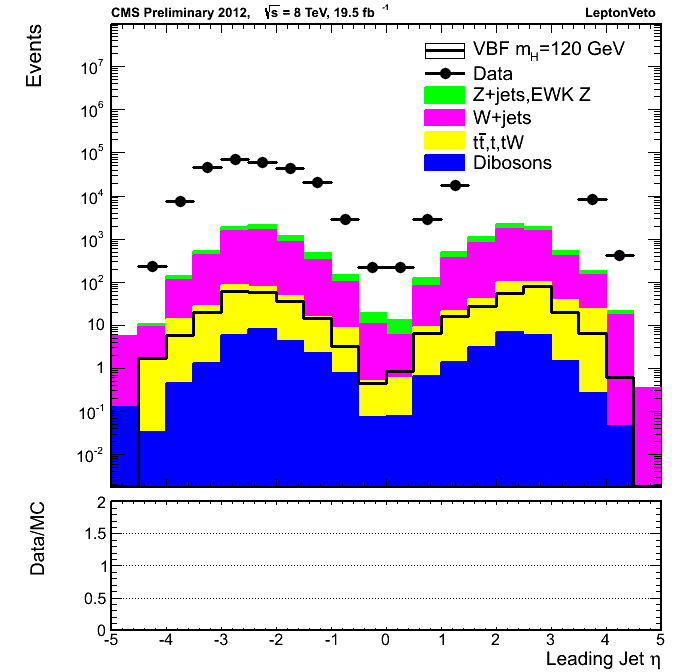 CMS Preliminary 2012, √s = 8 TeV, 19.5 fb⁻¹ LeptonVeto
Events
VBF m_H=120 GeV
Data
Z+jets,EWK Z
W+jets
tt̅,t,tW
Dibosons
10⁷
10⁶
10⁵
10⁴
10³
10²
10
1
10⁻¹
10⁻²
Data/MC
2
1.5
1
0.5
0
-5 -4 -3 -2 -1 0 1 2 3 4 5
Leading Jet η